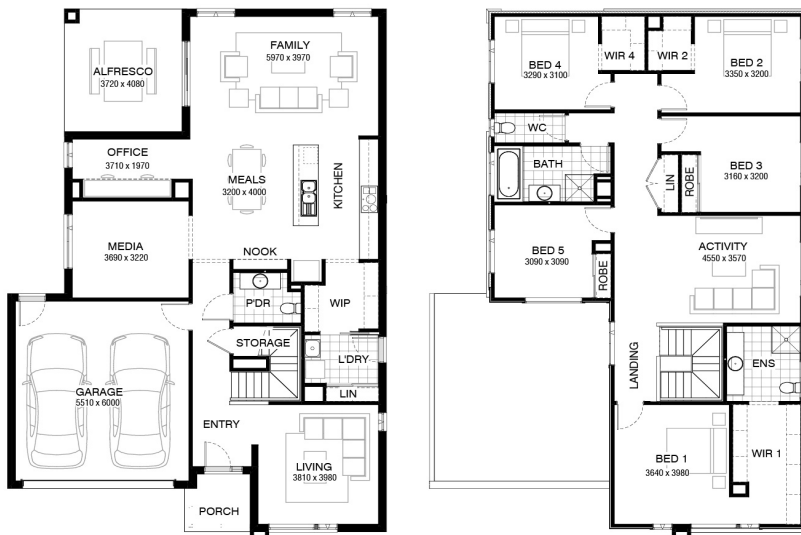 ALFRESCO
3720 x 4080
FAMILY
5970 x 3970
OFFICE
3710 x 1970
MEALS
3200 x 4000
KITCHEN
MEDIA
3690 x 3220
NOOK
P'DR
WIP
STORAGE
L'DRY
LIN
GARAGE
5510 x 6000
ENTRY
LIVING
3810 x 3980
PORCH
BED 4
3290 x 3100
WIR 4
WIR 2
BED 2
3350 x 3200
WC
BATH
LIN
ROBE
BED 3
3160 x 3200
BED 5
3090 x 3090
ROBE
ACTIVITY
4550 x 3570
LANDING
ENS
BED 1
3640 x 3980
WIR 1